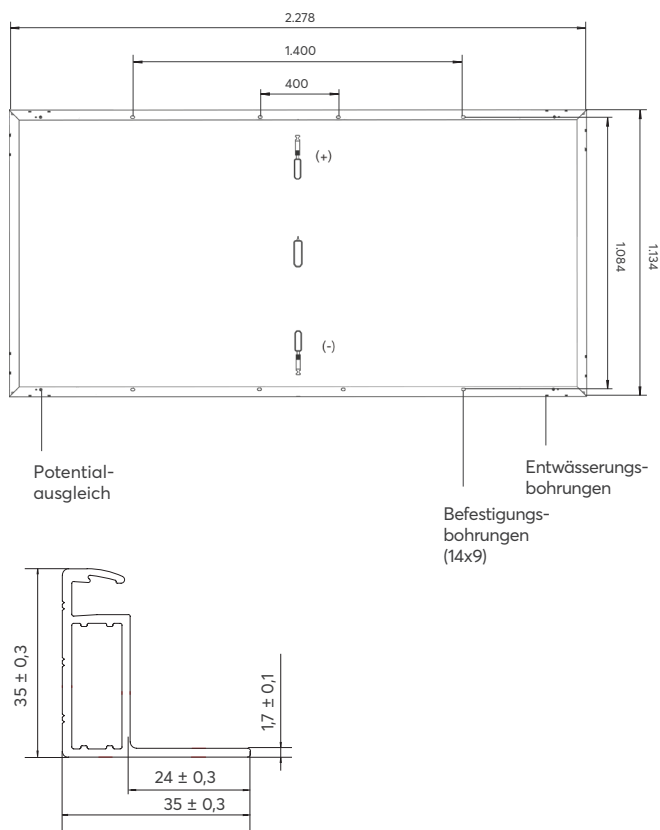 2.278
1.400
400
(+)
1.084
1.134
(-)
Potential-
ausgleich
Entwässerungs-
bohrungen
Befestigungs-
bohrungen
(14x9)
35 ± 0,3
1,7 ± 0,1
24 ± 0,3
35 ± 0,3